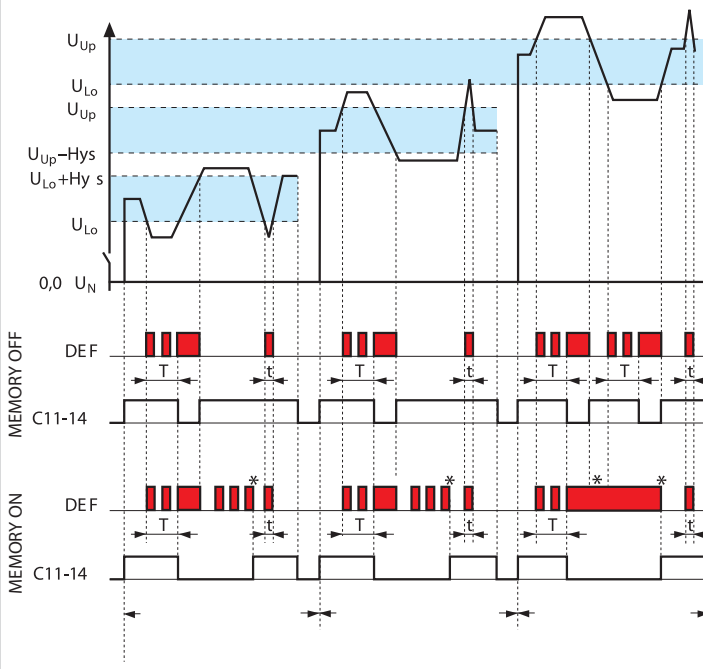 U_Up
U_Lo
U_Up
U_Up–Hys
U_Lo+Hy s
U_Lo
0,0 U_N
MEMORY OFF
DEF
T t T t T T t
C11-14
MEMORY ON
* * * *
DEF
T t T t T t
C11-14